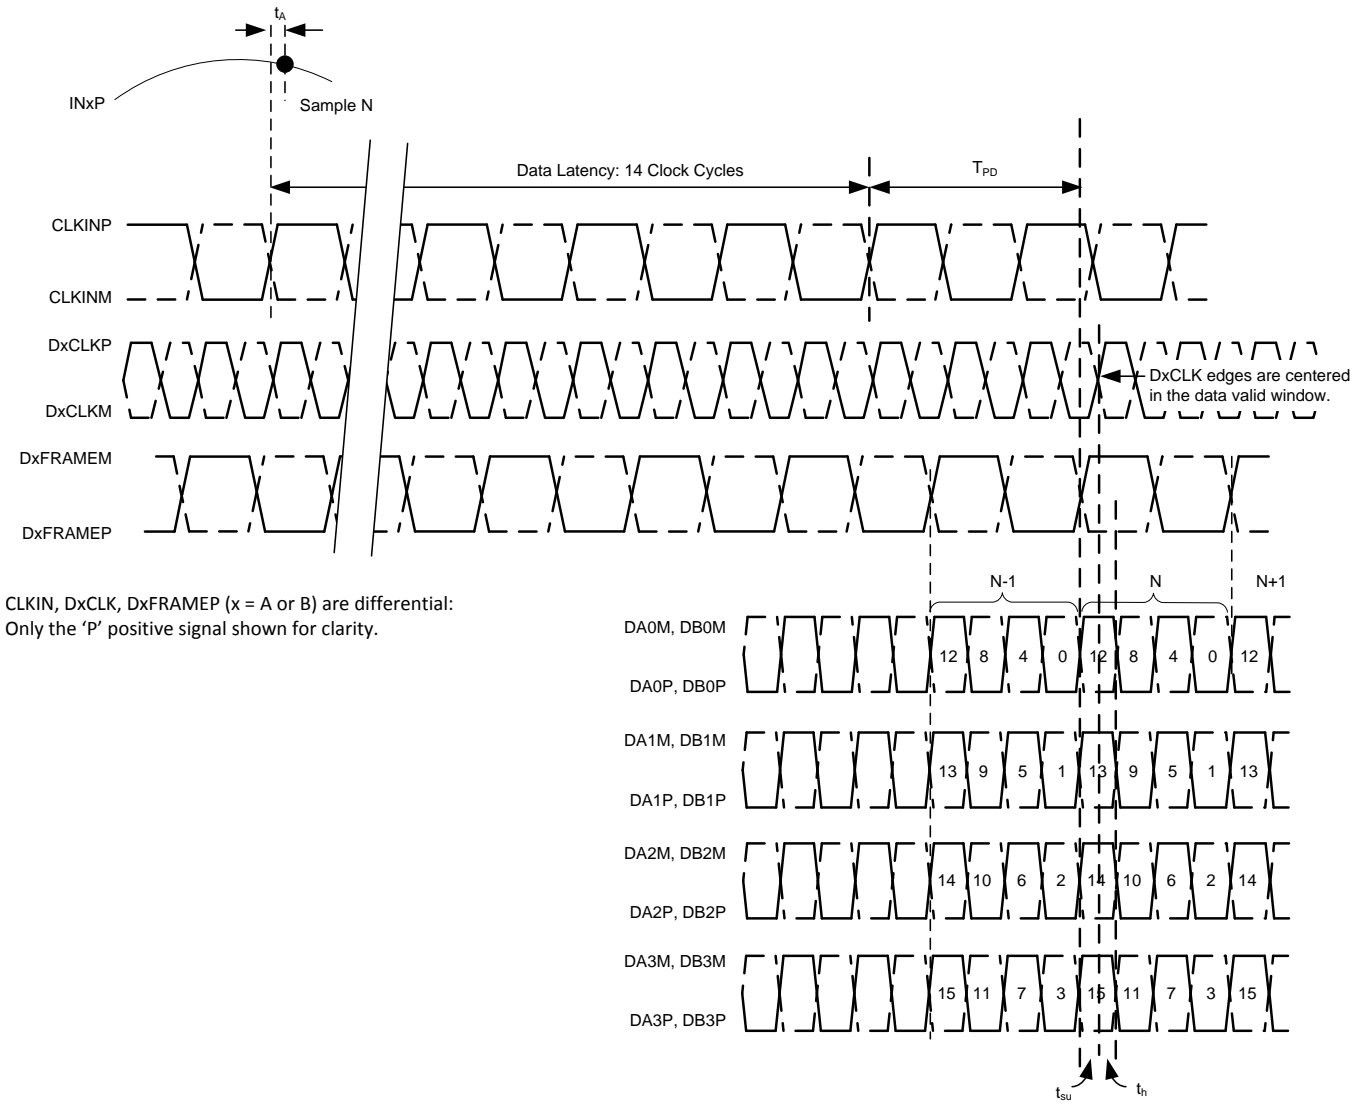 tA
INxP
Sample N
Data Latency: 14 Clock Cycles
TPD
CLKINP
CLKINM
DxCLKP
DxCLKM
DxCLK edges are centered
in the data valid window.
DxFRAMEM
DxFRAMEP
CLKIN, DxCLK, DxFRAMEP (x = A or B) are differential:
Only the ‘P’ positive signal shown for clarity.
N-1
N
N+1
DA0M, DB0M
12 8 4 0 12 8 4 0 12
DA0P, DB0P
DA1M, DB1M
13 9 5 1 13 9 5 1 13
DA1P, DB1P
DA2M, DB2M
14 10 6 2 14 10 6 2 14
DA2P, DB2P
DA3M, DB3M
15 11 7 3 15 11 7 3 15
DA3P, DB3P
tsu
th